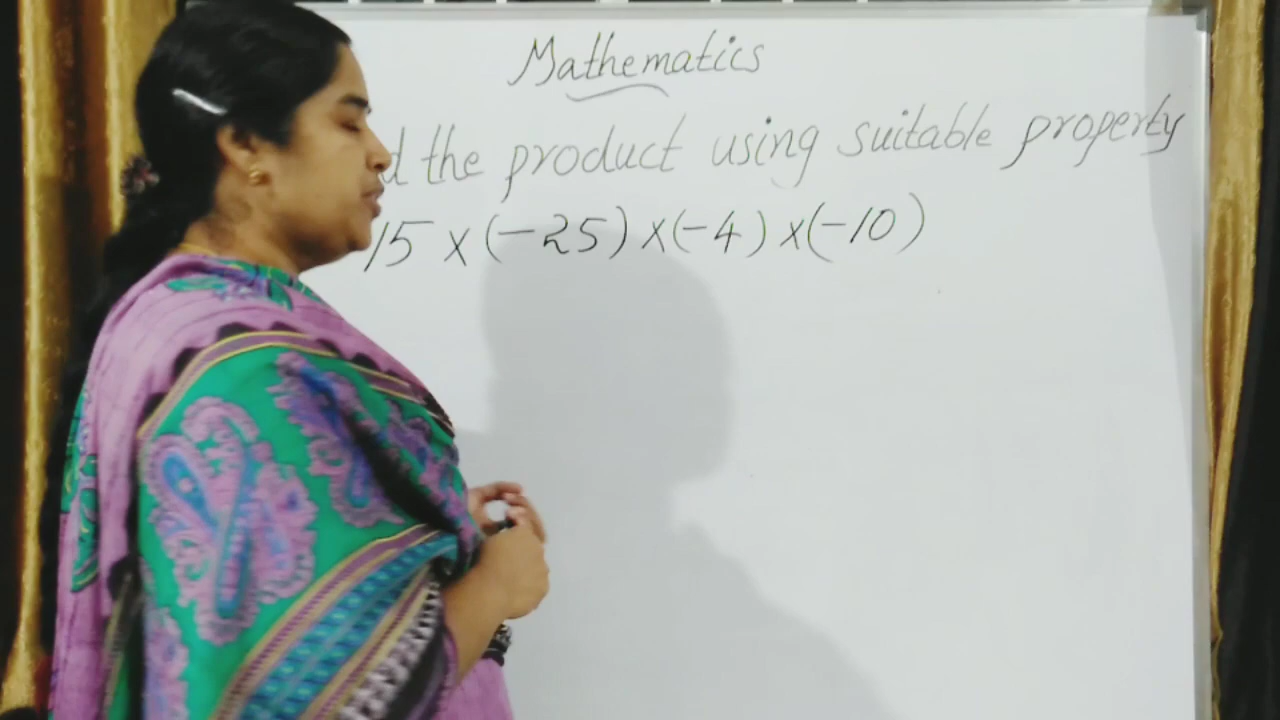 Mathematics
the product using suitable property
15 × (-25) × (-4) × (-10)